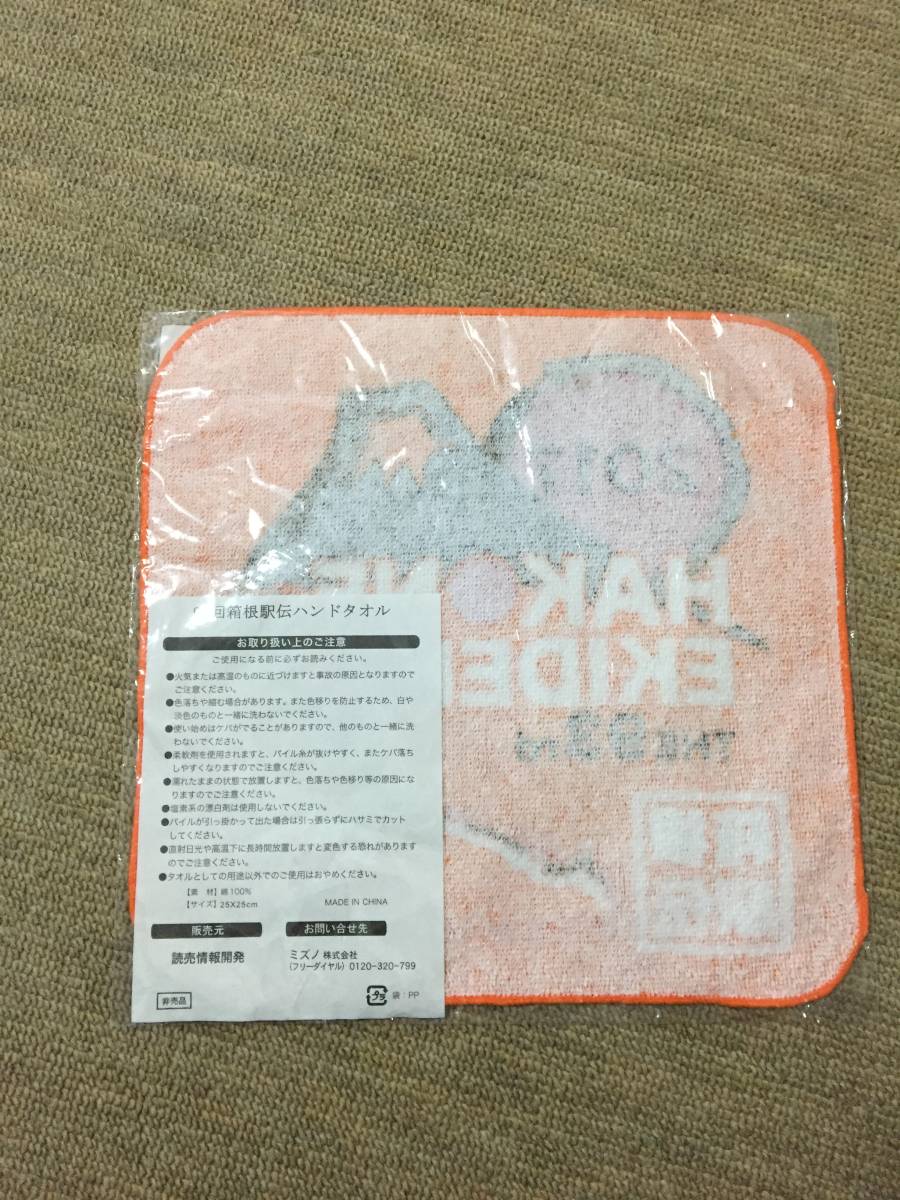 2017
HAKONE
EKIDE
THE 93rd
回箱根駅伝ハンドタオル
お取り扱い上のご注意
ご使用になる前に必ずお読みください。
●火気または高温のものに近づけますと事故の原因となりますので
ご注意ください。
●色落ちや縮む場合があります。また色移りを防止するため、白や
淡色のものと一緒に洗わないでください。
●使い始めはケバがでることがありますので、他のものと一緒に洗
わないでください。
●柔軟剤を使用されますと、パイル糸が抜けやすく、またケバ落ち
しやすくなりますのでご注意ください。
●濡れたままの状態で放置しますと、色落ちや色移り等の原因にな
りますのでご注意ください。
●塩素系の漂白剤は使用しないでください。
●パイルが引っ掛かって出た場合は引っ張らずにハサミでカット
してください。
●直射日光や高温下に長時間放置しますと変色する恐れがあります
のでご注意ください。
●タオルとしての用途以外でのご使用はおやめください。
【素 材】綿100%
【サイズ】25X25cm MADE IN CHINA
販売元 お問い合せ先
読売情報開発 ミズノ 株式会社
(フリーダイヤル) 0120-320-799
非売品 プラ 袋:PP
箱根
駅伝